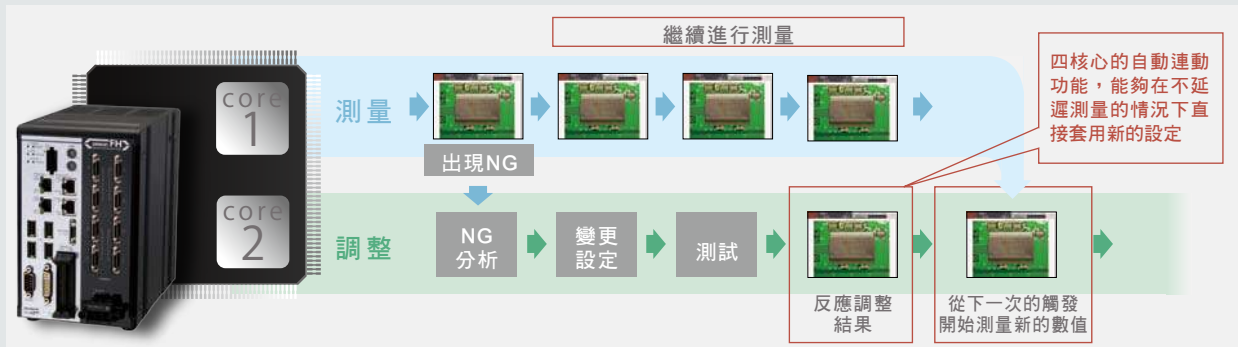 繼續進行測量
四核心的自動連動
功能，能夠在不延
遲測量的情況下直
接套用新的設定
core
1
測量
出現NG
FH
core
2
調整
NG
分析
變更
設定
測試
反應調整
結果
從下一次的觸發
開始測量新的數值